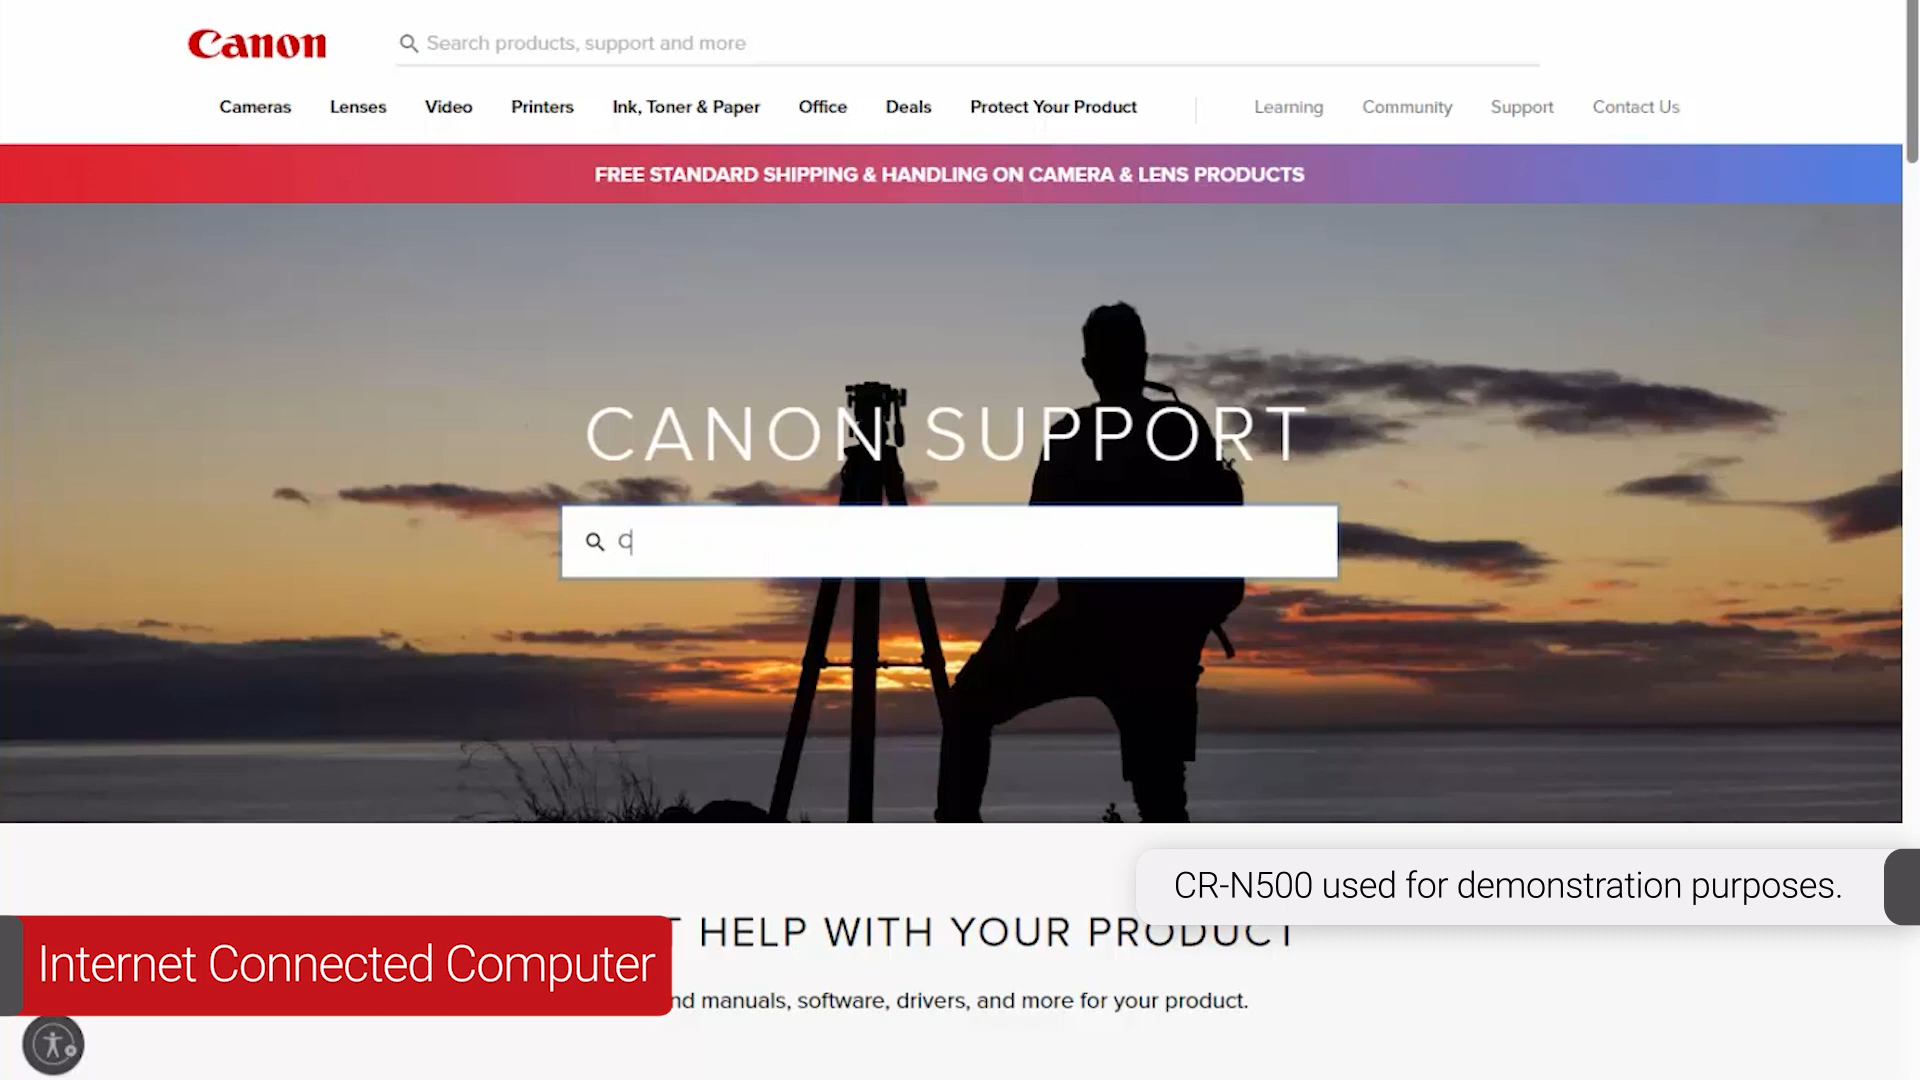 Canon
Search products, support and more
Cameras Lenses Video Printers Ink, Toner & Paper Office Deals Protect Your Product Learning Community Support Contact Us
FREE STANDARD SHIPPING & HANDLING ON CAMERA & LENS PRODUCTS
CANON SUPPORT
C
CR-N500 used for demonstration purposes.
HELP WITH YOUR PRODUCT
Internet Connected Computer
manuals, software, drivers, and more for your product.